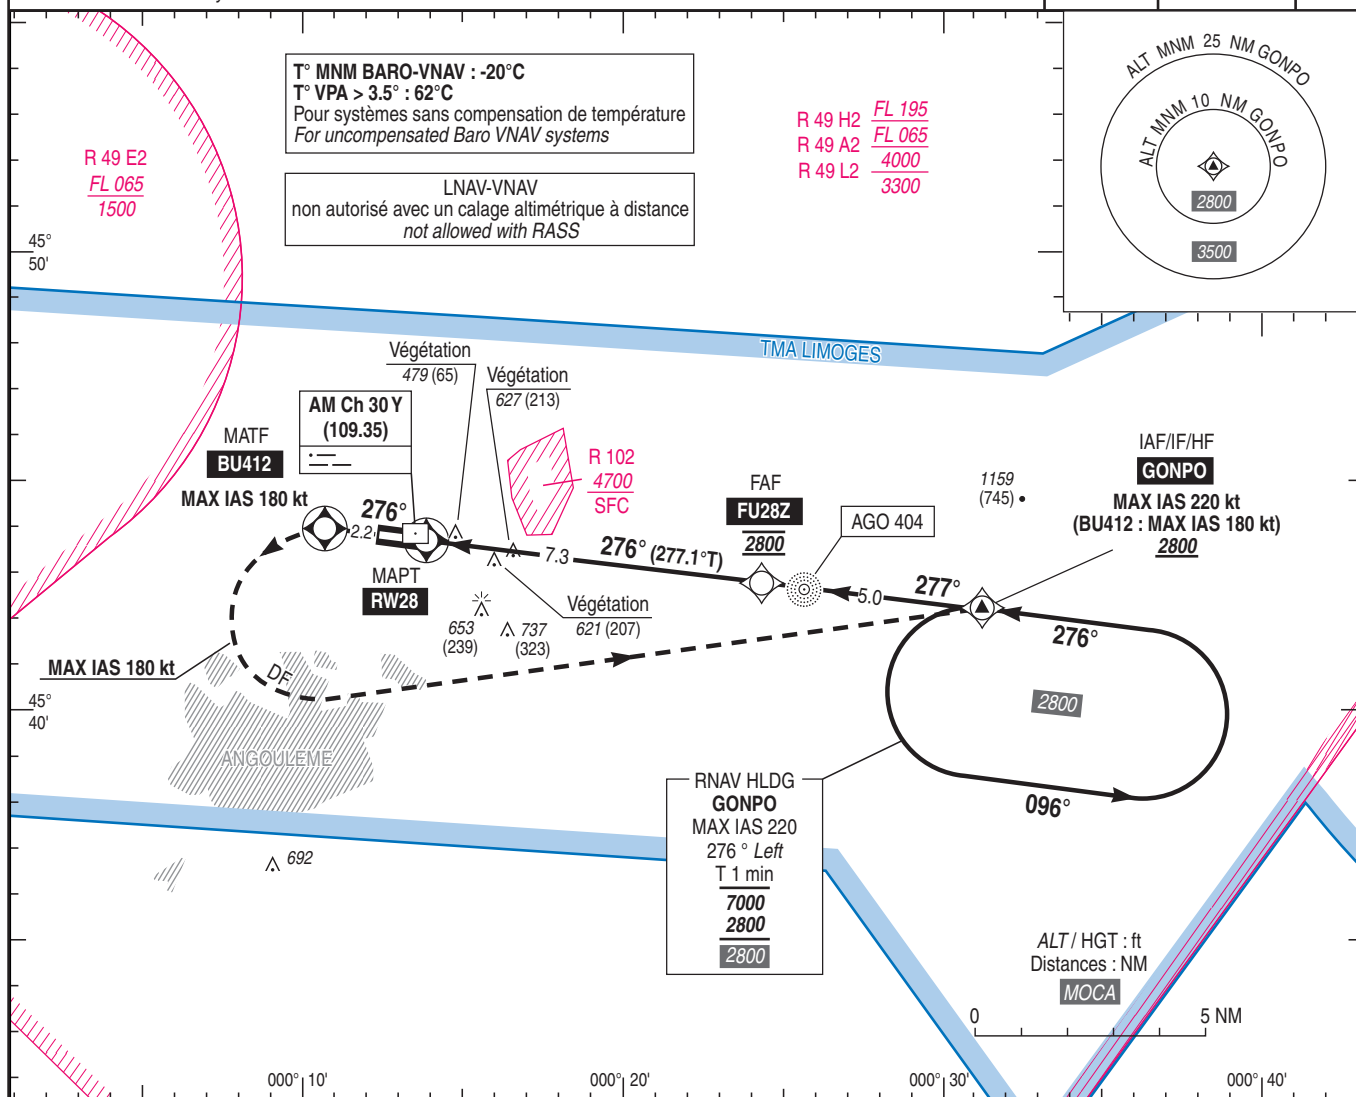 T° MNM BARO-VNAV : -20°C
T° VPA > 3.5° : 62°C
Pour systèmes sans compensation de température
For uncompensated Baro VNAV systems
LNAV-VNAV
non autorisé avec un calage altimétrique à distance
not allowed with RASS
R 49 E2
FL 065
1500
R 49 H2 FL 195
R 49 A2 FL 065
4000
R 49 L2
3300
ALT MNM 25 NM GONPO
ALT MNM 10 NM GONPO
2800
3500
45°
50'
TMA LIMOGES
Végétation
479 (65)
Végétation
627 (213)
AM Ch 30 Y
(109.35)
MATF
BU412
MAX IAS 180 kt
R 102
4700
SFC
276°
2.2
MAPT
RW28
7.3
276° (277.1°T)
FAF
FU28Z
2800
AGO 404
5.0
277°
1159
(745)
IAF/IF/HF
GONPO
MAX IAS 220 kt
(BU412 : MAX IAS 180 kt)
2800
276°
653
(239)
737
(323)
Végétation
621 (207)
MAX IAS 180 kt
DF
45°
40'
ANGOULEME
2800
096°
RNAV HLDG
GONPO
MAX IAS 220
276 ° Left
T 1 min
7000
2800
2800
692
ALT / HGT : ft
Distances : NM
MOCA
0 5 NM
000° 10' 000° 20' 000° 30' 000° 40'